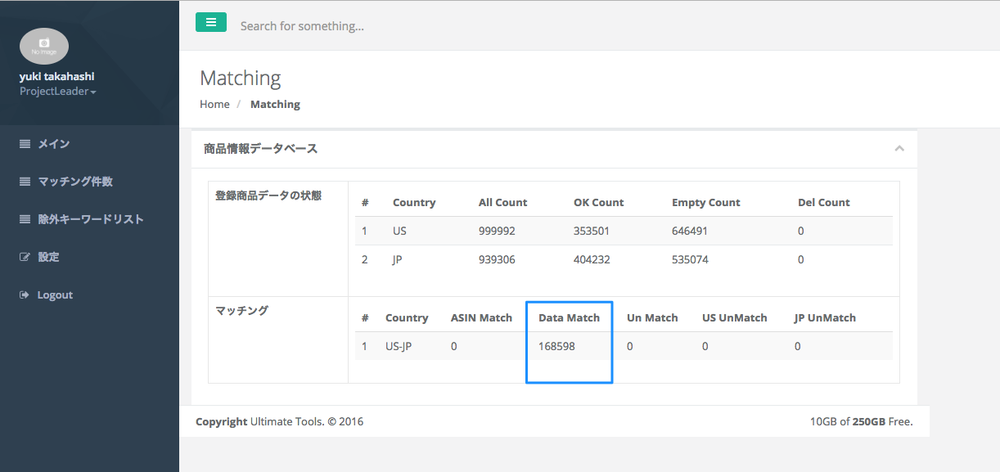 No Image
yuki takahashi
ProjectLeader
メイン
マッチング件数
除外キーワードリスト
設定
Logout
Search for something...
Matching
Home / Matching
商品情報データベース
登録商品データの状態
# Country All Count OK Count Empty Count Del Count
1 US 999992 353501 646491 0
2 JP 939306 404232 535074 0
マッチング
# Country ASIN Match Data Match Un Match US UnMatch JP UnMatch
1 US-JP 0 168598 0 0 0
Copyright Ultimate Tools. © 2016
10GB of 250GB Free.